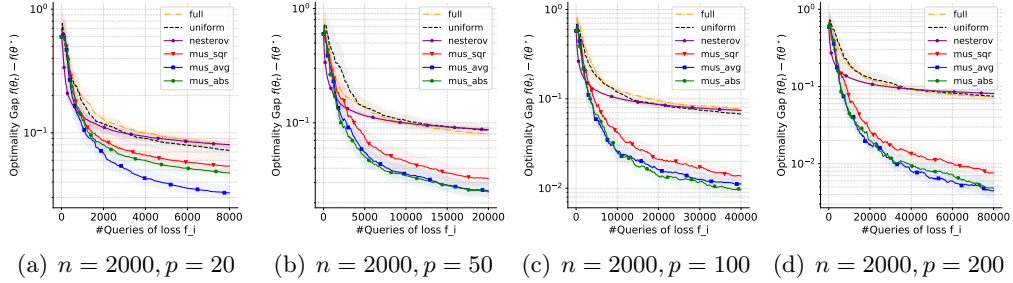 10⁰
10⁻¹
Optimality Gap f(θₜ) − f(θ*)
full
uniform
nesterov
mus_sqr
mus_avg
mus_abs
0 2000 4000 6000 8000
#Queries of loss f_i
(a) n = 2000, p = 20
10⁰
10⁻¹
Optimality Gap f(θₜ) − f(θ*)
full
uniform
nesterov
mus_sqr
mus_avg
mus_abs
0 5000 10000 15000 20000
#Queries of loss f_i
(b) n = 2000, p = 50
10⁰
10⁻¹
10⁻²
Optimality Gap f(θₜ) − f(θ*)
full
uniform
nesterov
mus_sqr
mus_avg
mus_abs
0 10000 20000 30000 40000
#Queries of loss f_i
(c) n = 2000, p = 100
10⁰
10⁻¹
10⁻²
Optimality Gap f(θₜ) − f(θ*)
full
uniform
nesterov
mus_sqr
mus_avg
mus_abs
0 20000 40000 60000 80000
#Queries of loss f_i
(d) n = 2000, p = 200